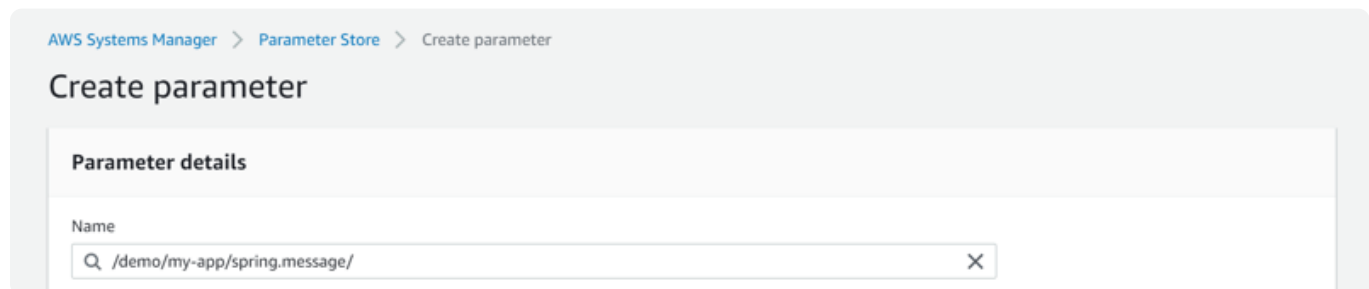 AWS Systems Manager > Parameter Store > Create parameter
Create parameter
Parameter details
Name
/demo/my-app/spring.message/